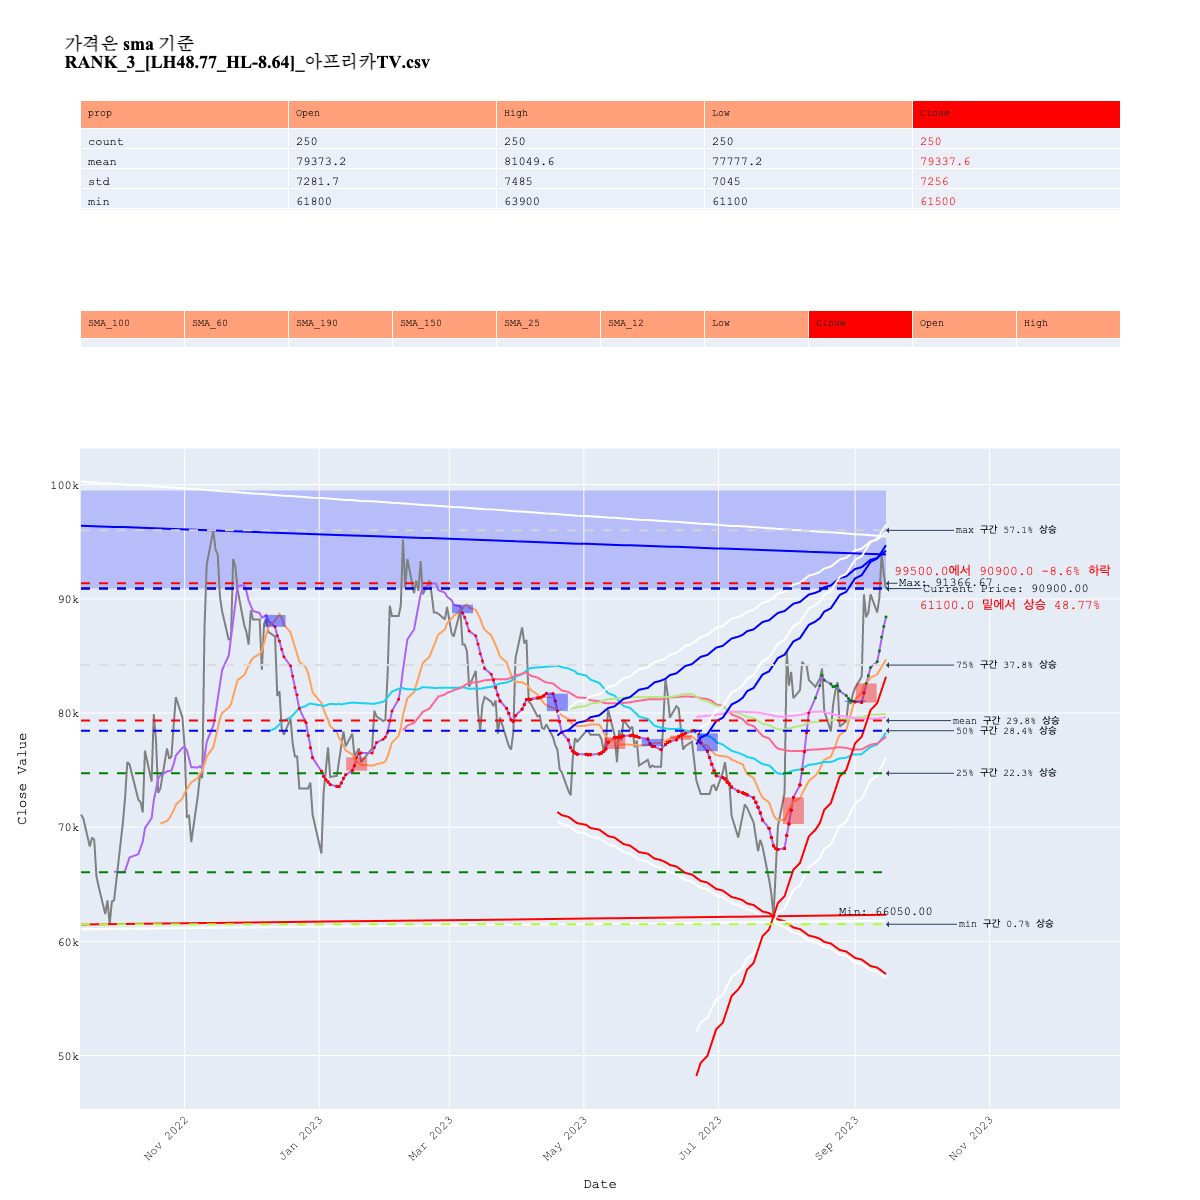 가격은 sma 기준
RANK_3_[LH48.77_HL-8.64]_아프리카TV.csv
prop Open High Low Close
count 250 250 250 250
mean 79373.2 81049.6 77777.2 79337.6
std 7281.7 7485 7045 7256
min 61800 63900 61100 61500
SMA_100 SMA_60 SMA_190 SMA_150 SMA_25 SMA_12 Low Close Open High
100k
max 구간 57.1% 상승
99500.0에서 90900.0 -8.6% 하락
Max: 91366.67
Current Price: 90900.00
90k
61100.0 밑에서 상승 48.77%
75% 구간 37.8% 상승
80k
mean 구간 29.8% 상승
50% 구간 28.4% 상승
25% 구간 22.3% 상승
70k
Min: 66050.00
min 구간 0.7% 상승
60k
50k
Close Value
Nov 2022 Jan 2023 Mar 2023 May 2023 Jul 2023 Sep 2023 Nov 2023
Date